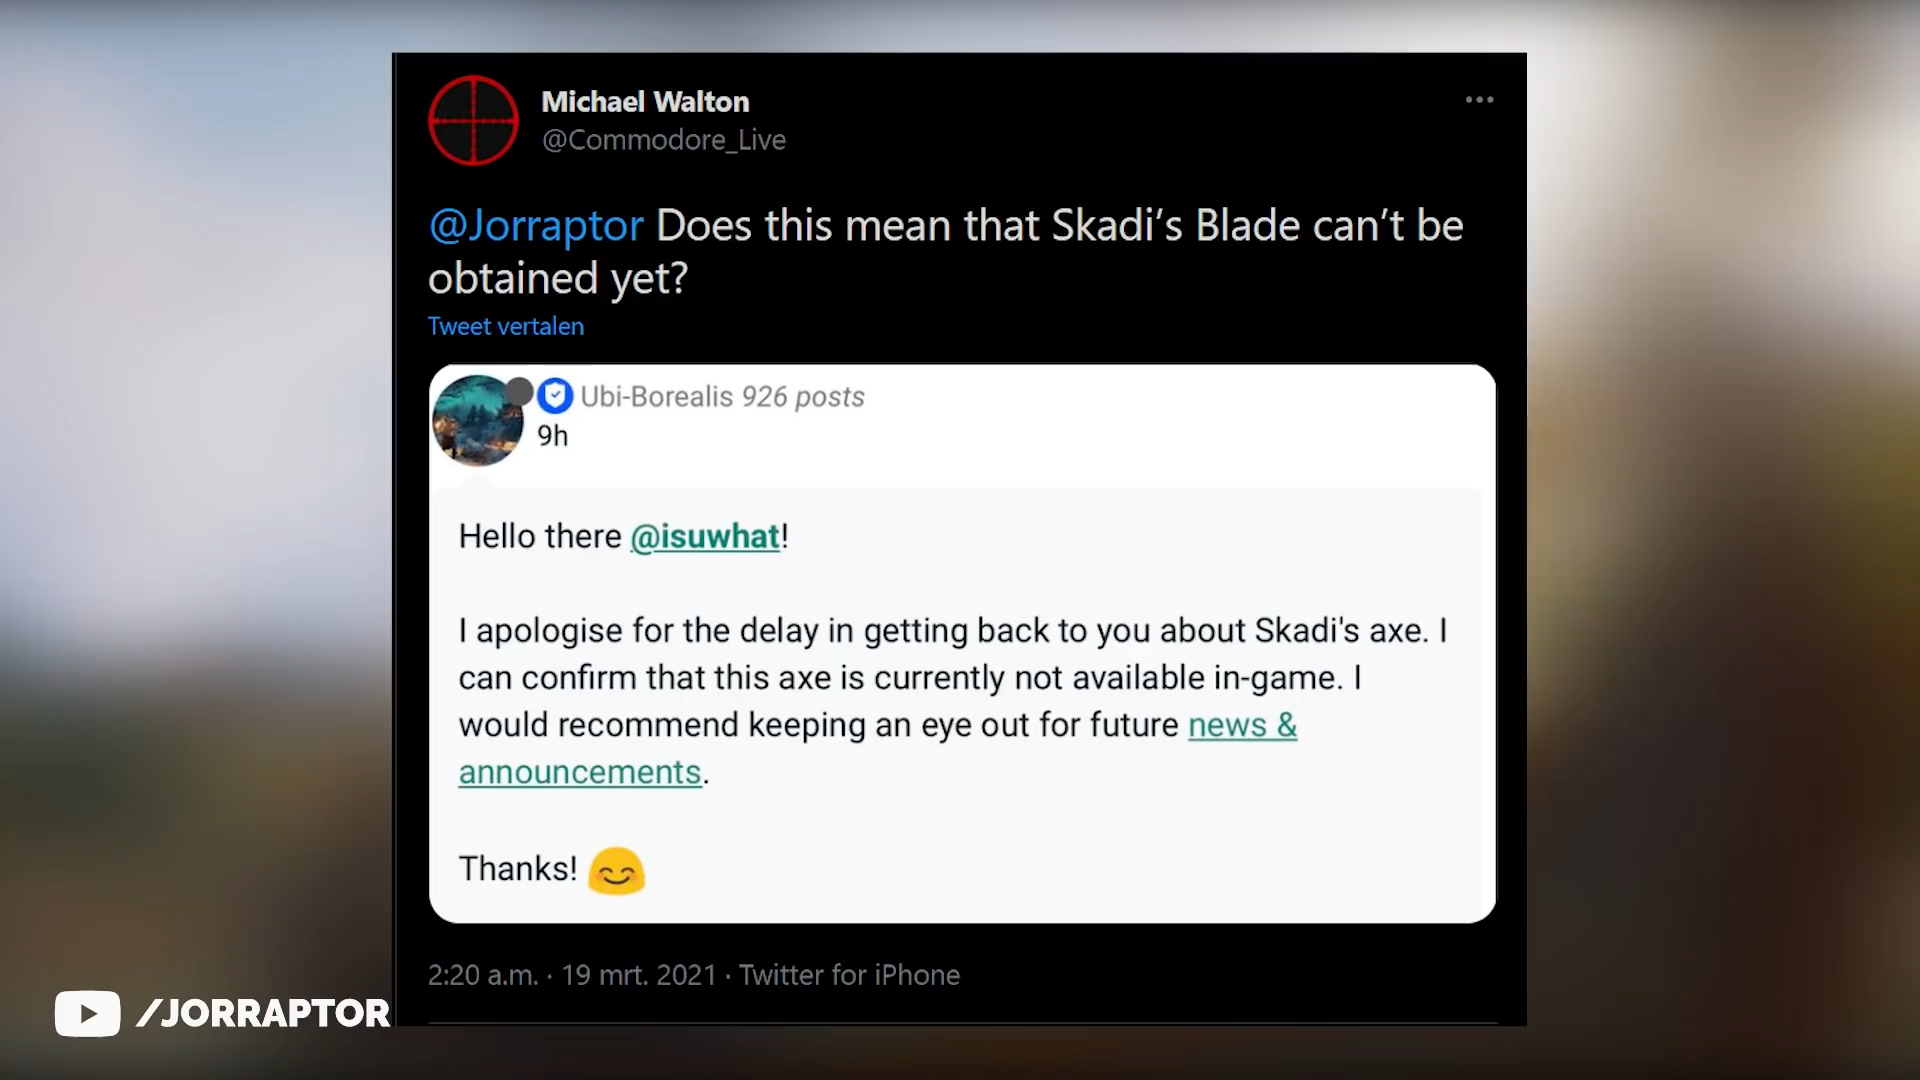 Michael Walton
@Commodore_Live
@Jorraptor Does this mean that Skadi’s Blade can’t be
obtained yet?
Tweet vertalen
Ubi-Borealis 926 posts
9h
Hello there @isuwhat!
I apologise for the delay in getting back to you about Skadi's axe. I
can confirm that this axe is currently not available in-game. I
would recommend keeping an eye out for future news &
announcements.
Thanks! 😊
2:20 a.m. · 19 mrt. 2021 · Twitter for iPhone
/JORRAPTOR